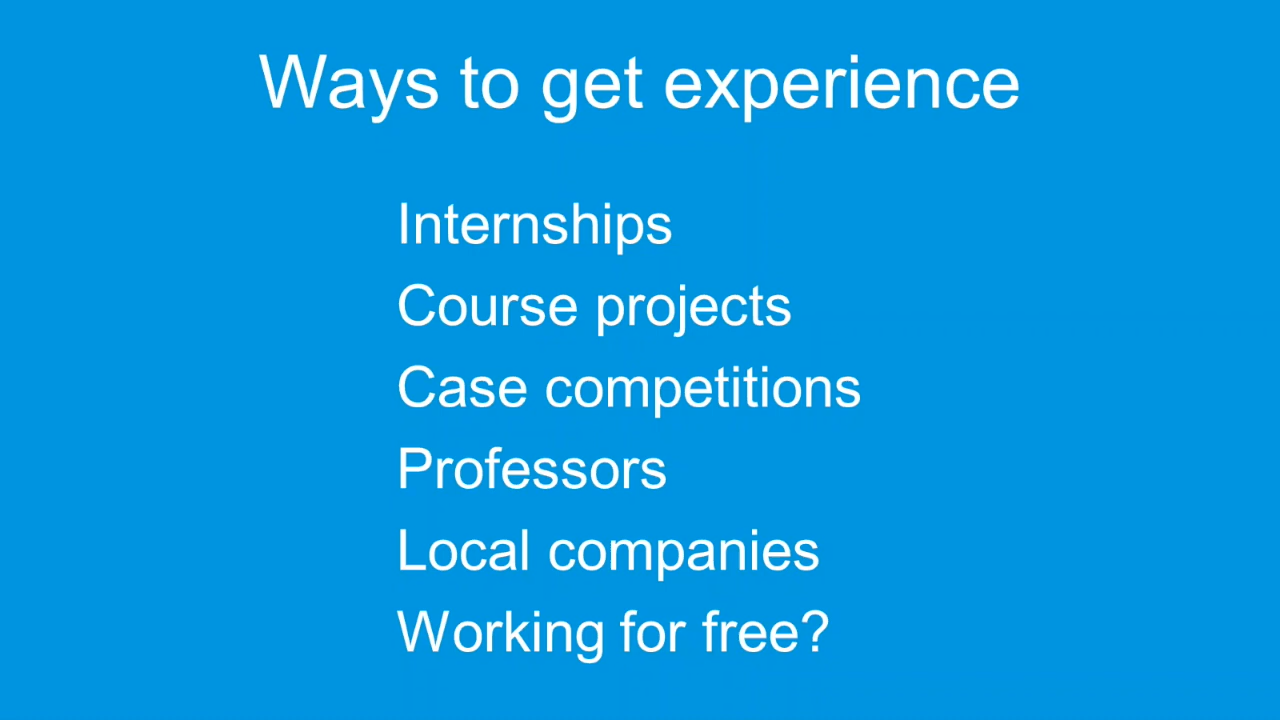 Ways to get experience
Internships
Course projects
Case competitions
Professors
Local companies
Working for free?